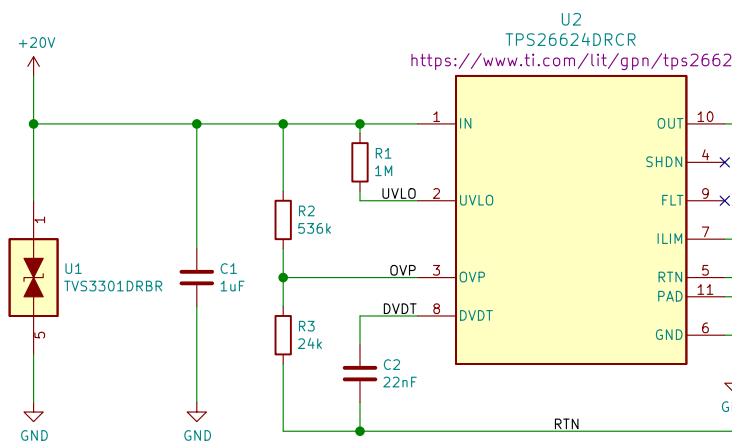 U2
TPS26624DRCR
https://www.ti.com/lit/gpn/tps2662
+20V
1 IN OUT 10
R1
1M
SHDN 4
UVLO 2 UVLO FLT 9
1
R2
536k
ILIM 7
U1
TVS3301DRBR
C1
1uF
OVP 3 OVP RTN 5
PAD 11
DVDT 8 DVDT
R3
24k
GND 6
5
C2
22nF
GND
GND
RTN